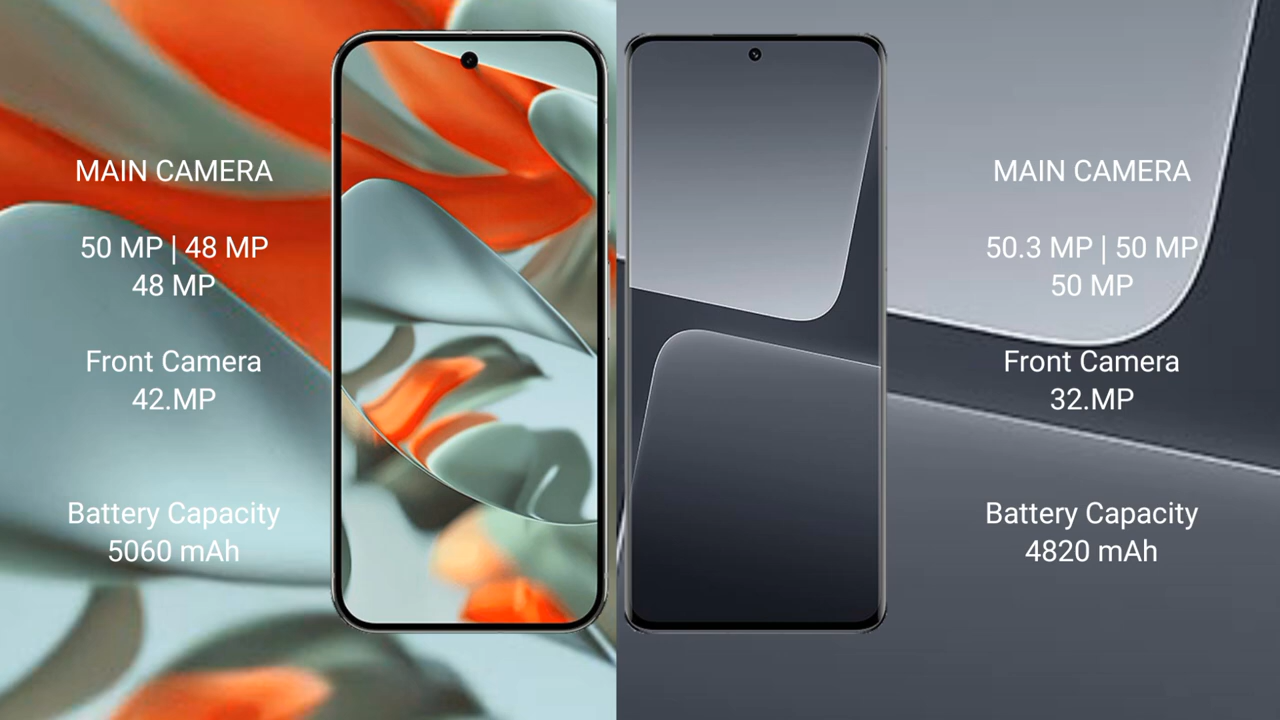 MAIN CAMERA
50 MP | 48 MP
48 MP
Front Camera
42.MP
Battery Capacity
5060 mAh
MAIN CAMERA
50.3 MP | 50 MP
50 MP
Front Camera
32.MP
Battery Capacity
4820 mAh